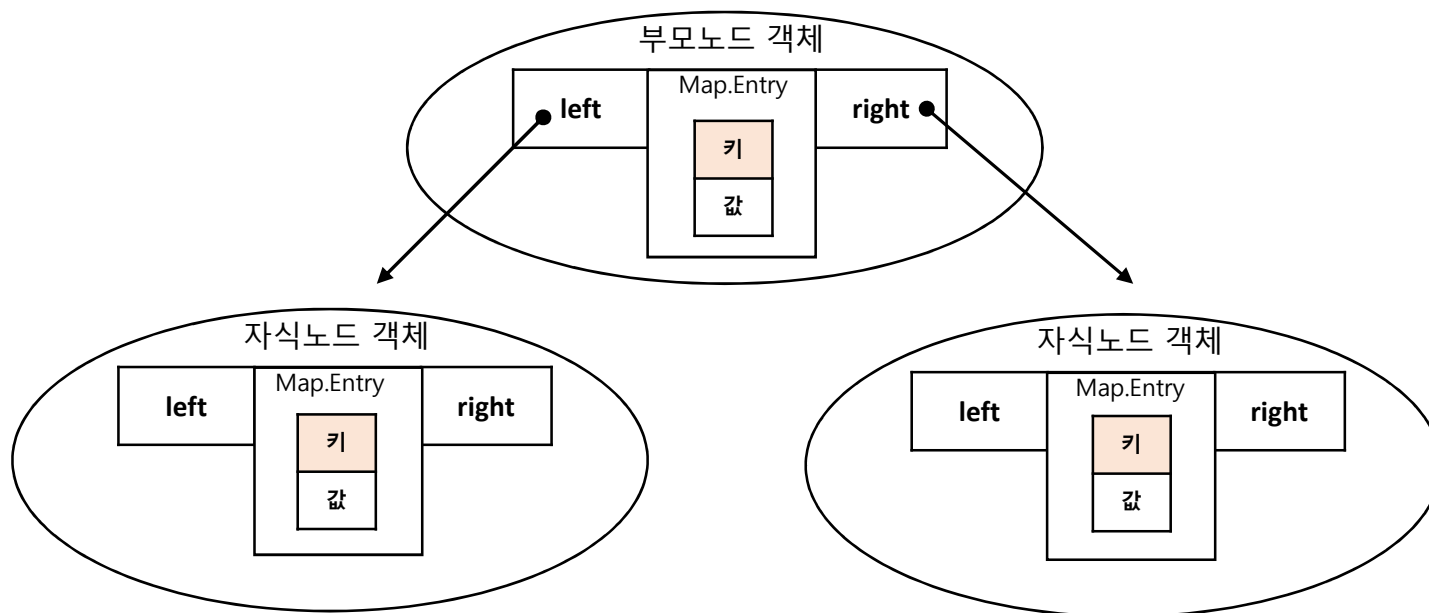 부모노드 객체
left
Map.Entry
right
키
값
자식노드 객체
left
Map.Entry
right
키
값
자식노드 객체
left
Map.Entry
right
키
값